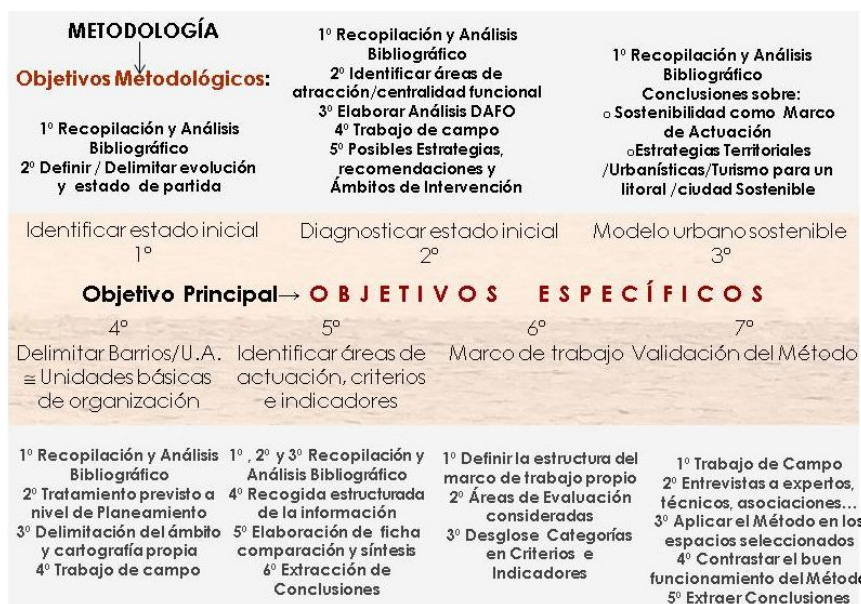 METODOLOGÍA
Objetivos Metodológicos:
1º Recopilación y Análisis
Bibliográfico
2º Definir / Delimitar evolución
y estado de partida
1º Recopilación y Análisis
Bibliográfico
2º Identificar áreas de
atracción/centralidad funcional
3º Elaborar Análisis DAFO
4º Trabajo de campo
5º Posibles Estrategias,
recomendaciones y
Ámbitos de Intervención
1º Recopilación y Análisis
Bibliográfico
Conclusiones sobre:
o Sostenibilidad como Marco
de Actuación
oEstrategias Territoriales
/Urbanísticas/Turismo para un
litoral /ciudad Sostenible
Identificar estado inicial
1º
Diagnosticar estado inicial
2º
Modelo urbano sostenible
3º
Objetivo Principal→ OBJETIVOS ESPECÍFICOS
4º
Delimitar Barrios/U.A.
≅ Unidades básicas
de organización
5º
Identificar áreas de
actuación, criterios
e indicadores
6º
Marco de trabajo
7º
Validación del Método
1º Recopilación y Análisis
Bibliográfico
2º Tratamiento previsto a
nivel de Planeamiento
3º Delimitación del ámbito
y cartografía propia
4º Trabajo de campo
1º , 2º y 3º Recopilación y
Análisis Bibliográfico
4º Recogida estructurada
de la información
5º Elaboración de ficha
comparación y síntesis
6º Extracción de
Conclusiones
1º Definir la estructura del
marco de trabajo propio
2º Áreas de Evaluación
consideradas
3º Desglose Categorías
en Criterios e
Indicadores
1º Trabajo de Campo
2º Entrevistas a expertos,
técnicos, asociaciones...
3º Aplicar el Método en los
espacios seleccionados
4º Contrastar el buen
funcionamiento del Método
5º Extraer Conclusiones